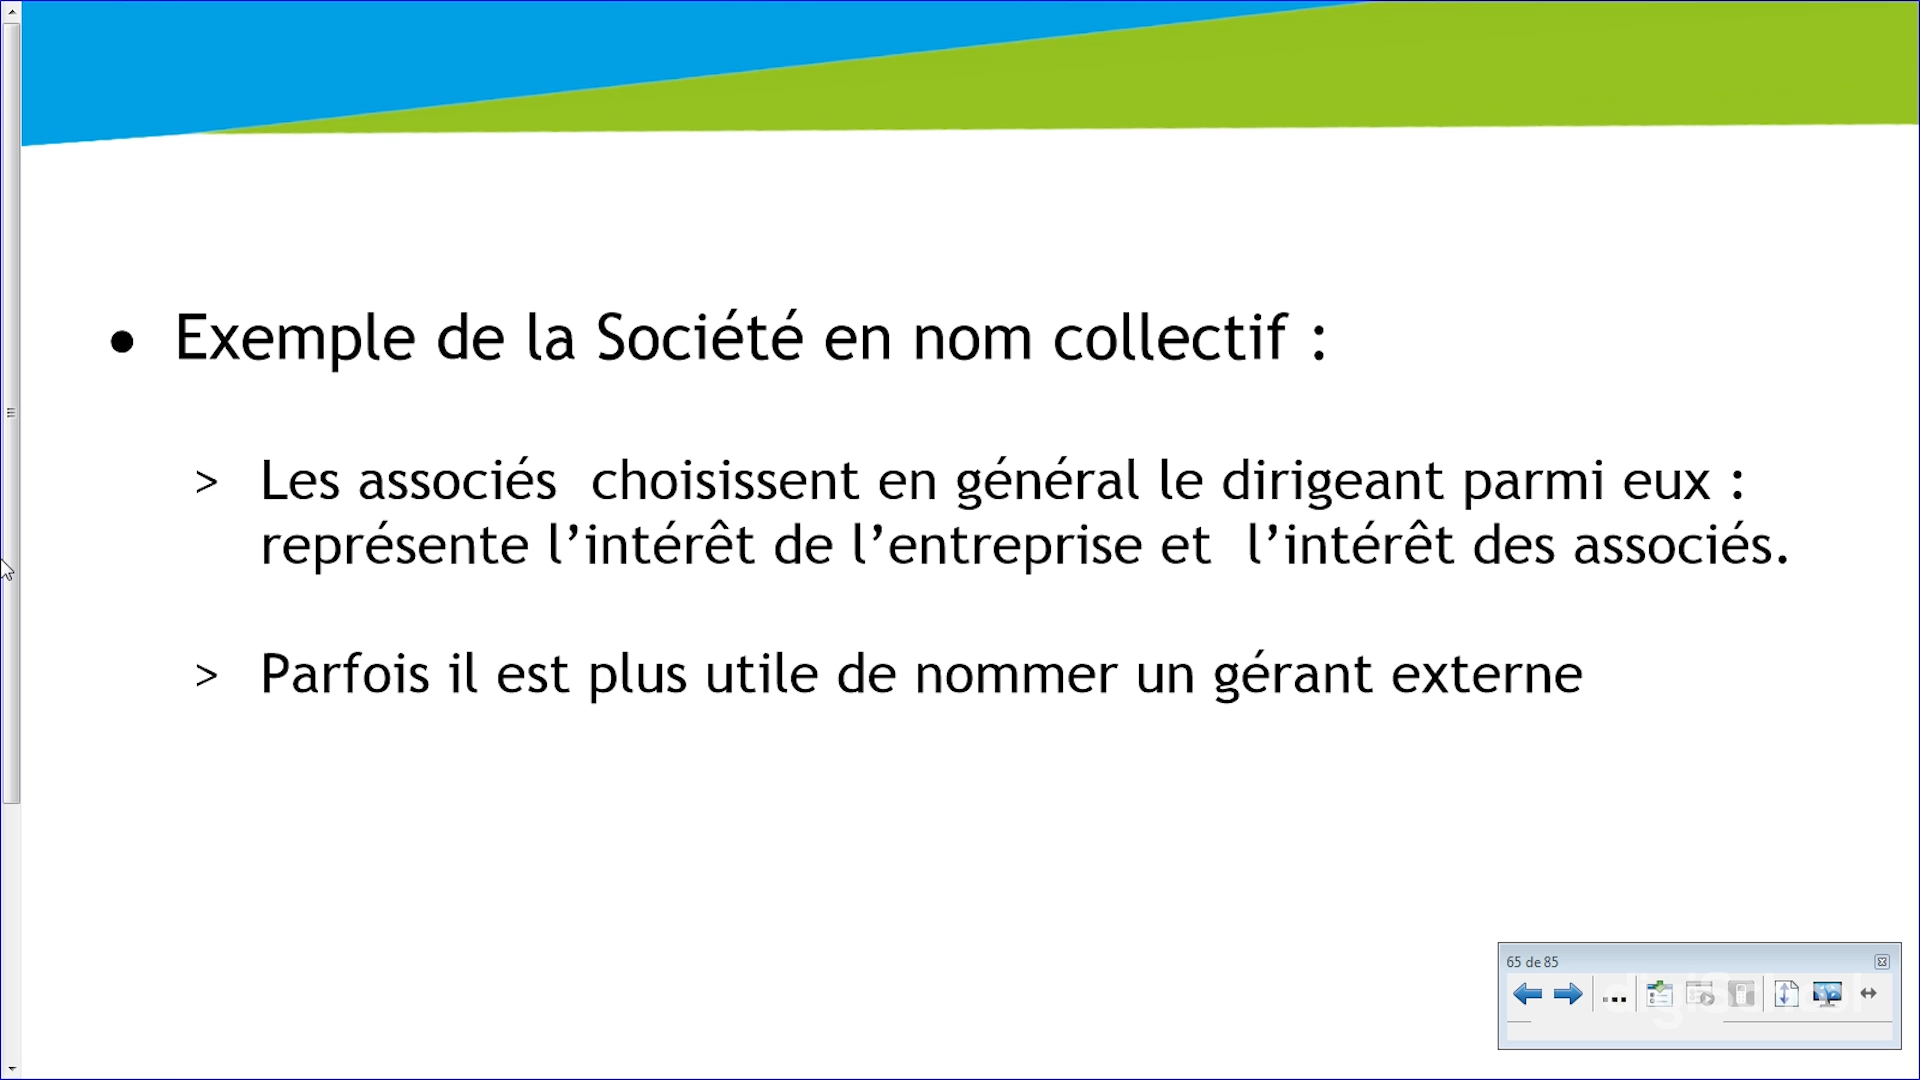 ● Exemple de la Société en nom collectif :
> Les associés choisissent en général le dirigeant parmi eux :
représente l’intérêt de l’entreprise et l’intérêt des associés.
> Parfois il est plus utile de nommer un gérant externe
65 de 85
digiSchool